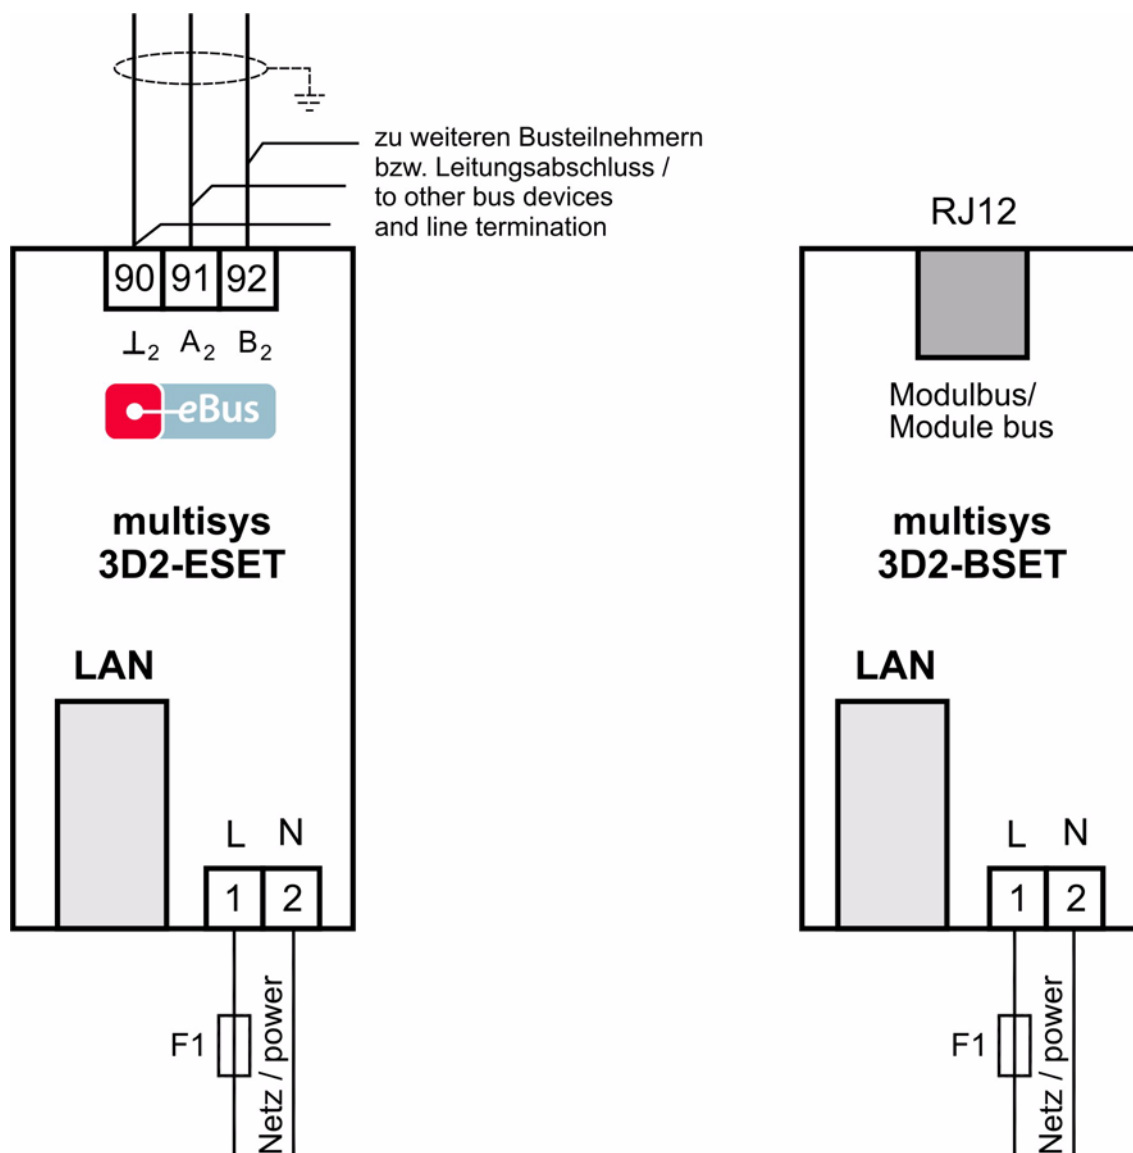 zu weiteren Busteilnehmern
bzw. Leitungsabschluss /
to other bus devices
and line termination
90 91 92
⊥2 A2 B2
eBus
multisys
3D2-ESET
LAN
L N
1 2
F1
Netz / power
RJ12
Modulbus/
Module bus
multisys
3D2-BSET
LAN
L N
1 2
F1
Netz / power